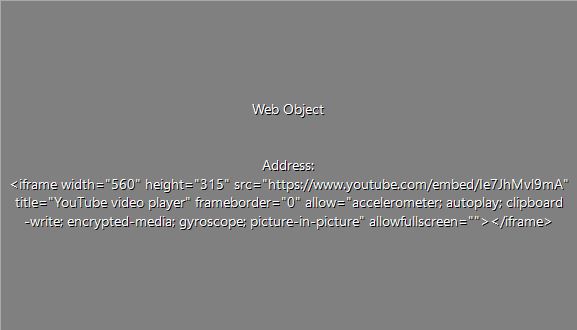 Web Object
Address:
<iframe width="560" height="315" src="https://www.youtube.com/embed/Ie7JhMvI9mA"
title="YouTube video player" frameborder="0" allow="accelerometer; autoplay; clipboard
-write; encrypted-media; gyroscope; picture-in-picture" allowfullscreen=""></iframe>